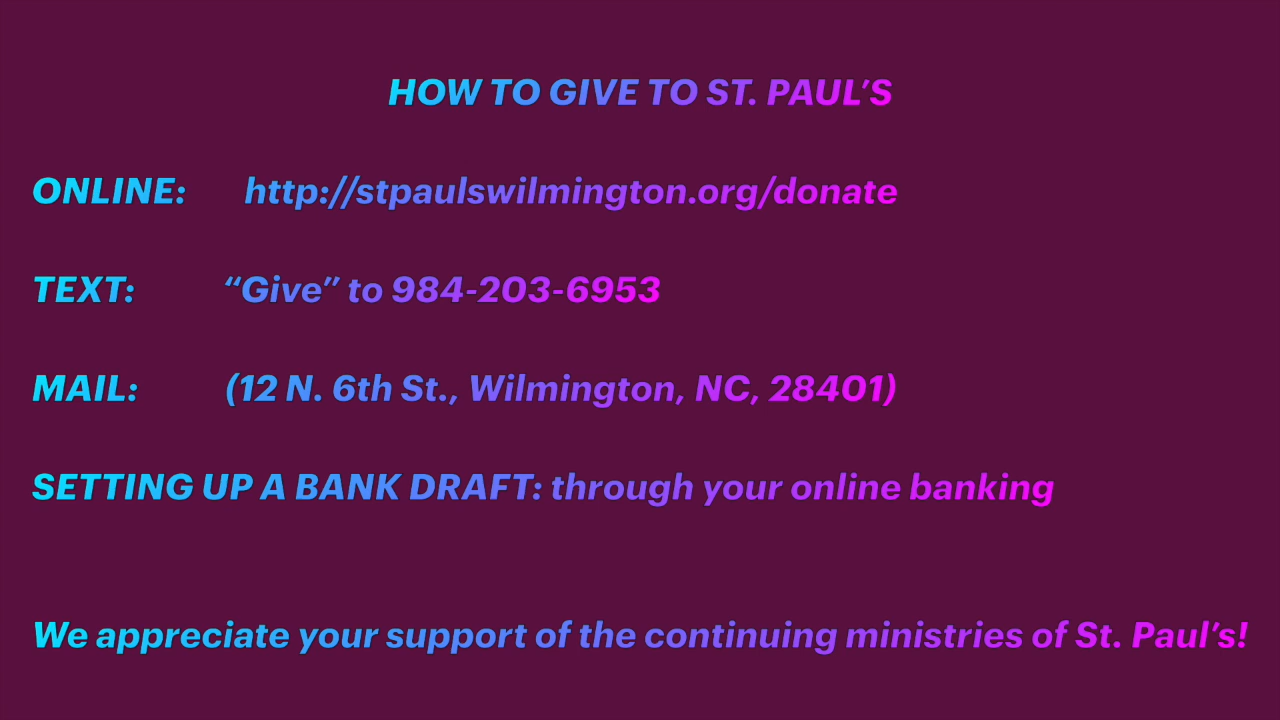 HOW TO GIVE TO ST. PAUL’S
ONLINE: http://stpaulswilmington.org/donate
TEXT: “Give” to 984-203-6953
MAIL: (12 N. 6th St., Wilmington, NC, 28401)
SETTING UP A BANK DRAFT: through your online banking
We appreciate your support of the continuing ministries of St. Paul’s!